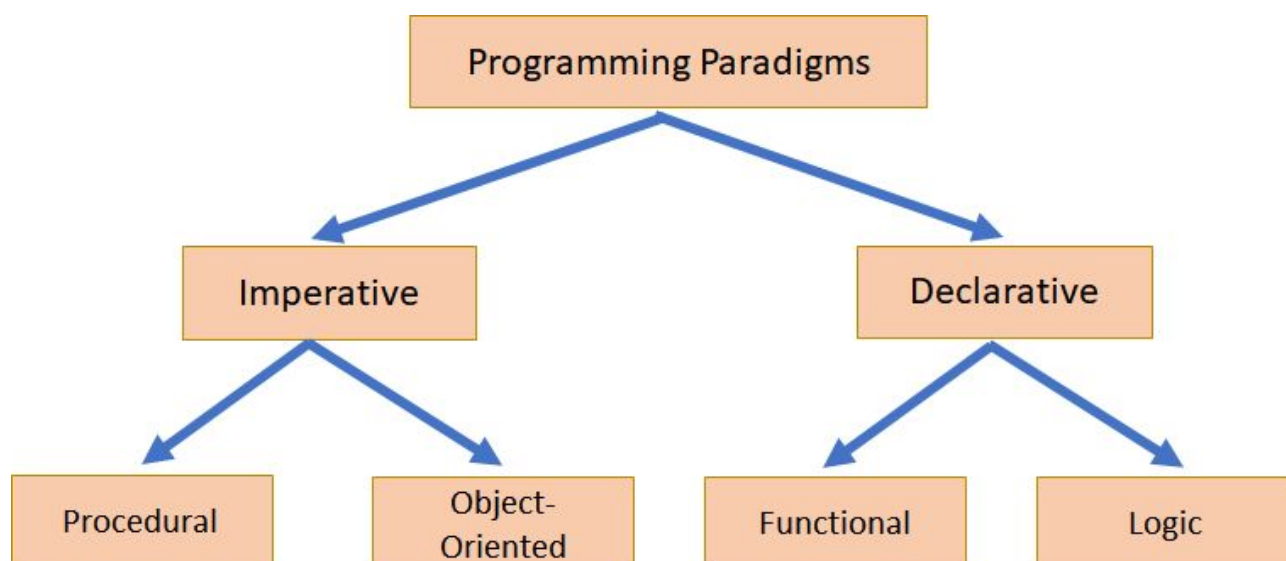 Programming Paradigms
Imperative
Declarative
Procedural
Object-
Oriented
Functional
Logic